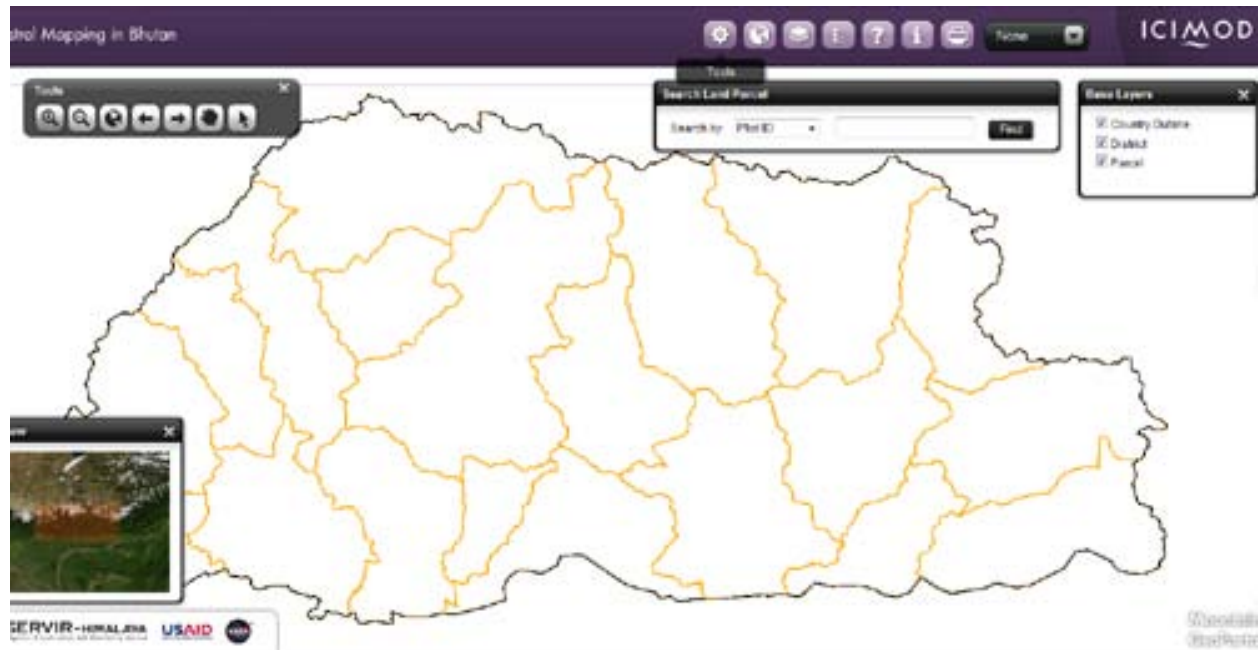 stral Mapping in Bhutan
None
ICIMOD
Tools
Tools
Search Land Parcel
Search by Plot ID
Find
Base Layers
Country Outline
District
Parcel
SERVIR-HIMALAYA
USAID
Mountain